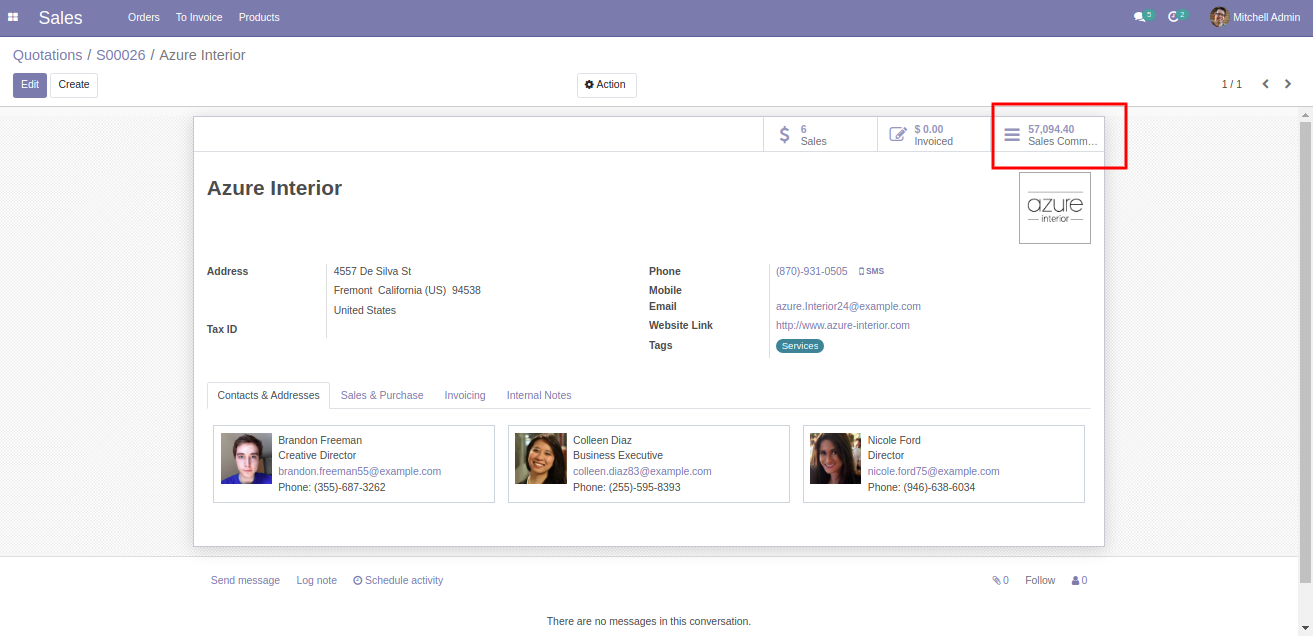 Sales Orders To Invoice Products 5 2 Mitchell Admin
Quotations / S00026 / Azure Interior
Edit Create Action 1 / 1
6
Sales
$ 0.00
Invoiced
57,094.40
Sales Comm...
Azure Interior
azure
interior
Address 4557 De Silva St
Fremont California (US) 94538
United States
Tax ID
Phone (870)-931-0505 SMS
Mobile
Email azure.Interior24@example.com
Website Link http://www.azure-interior.com
Tags Services
Contacts & Addresses Sales & Purchase Invoicing Internal Notes
Brandon Freeman
Creative Director
brandon.freeman55@example.com
Phone: (355)-687-3262
Colleen Diaz
Business Executive
colleen.diaz83@example.com
Phone: (255)-595-8393
Nicole Ford
Director
nicole.ford75@example.com
Phone: (946)-638-6034
Send message Log note Schedule activity 0 Follow 0
There are no messages in this conversation.